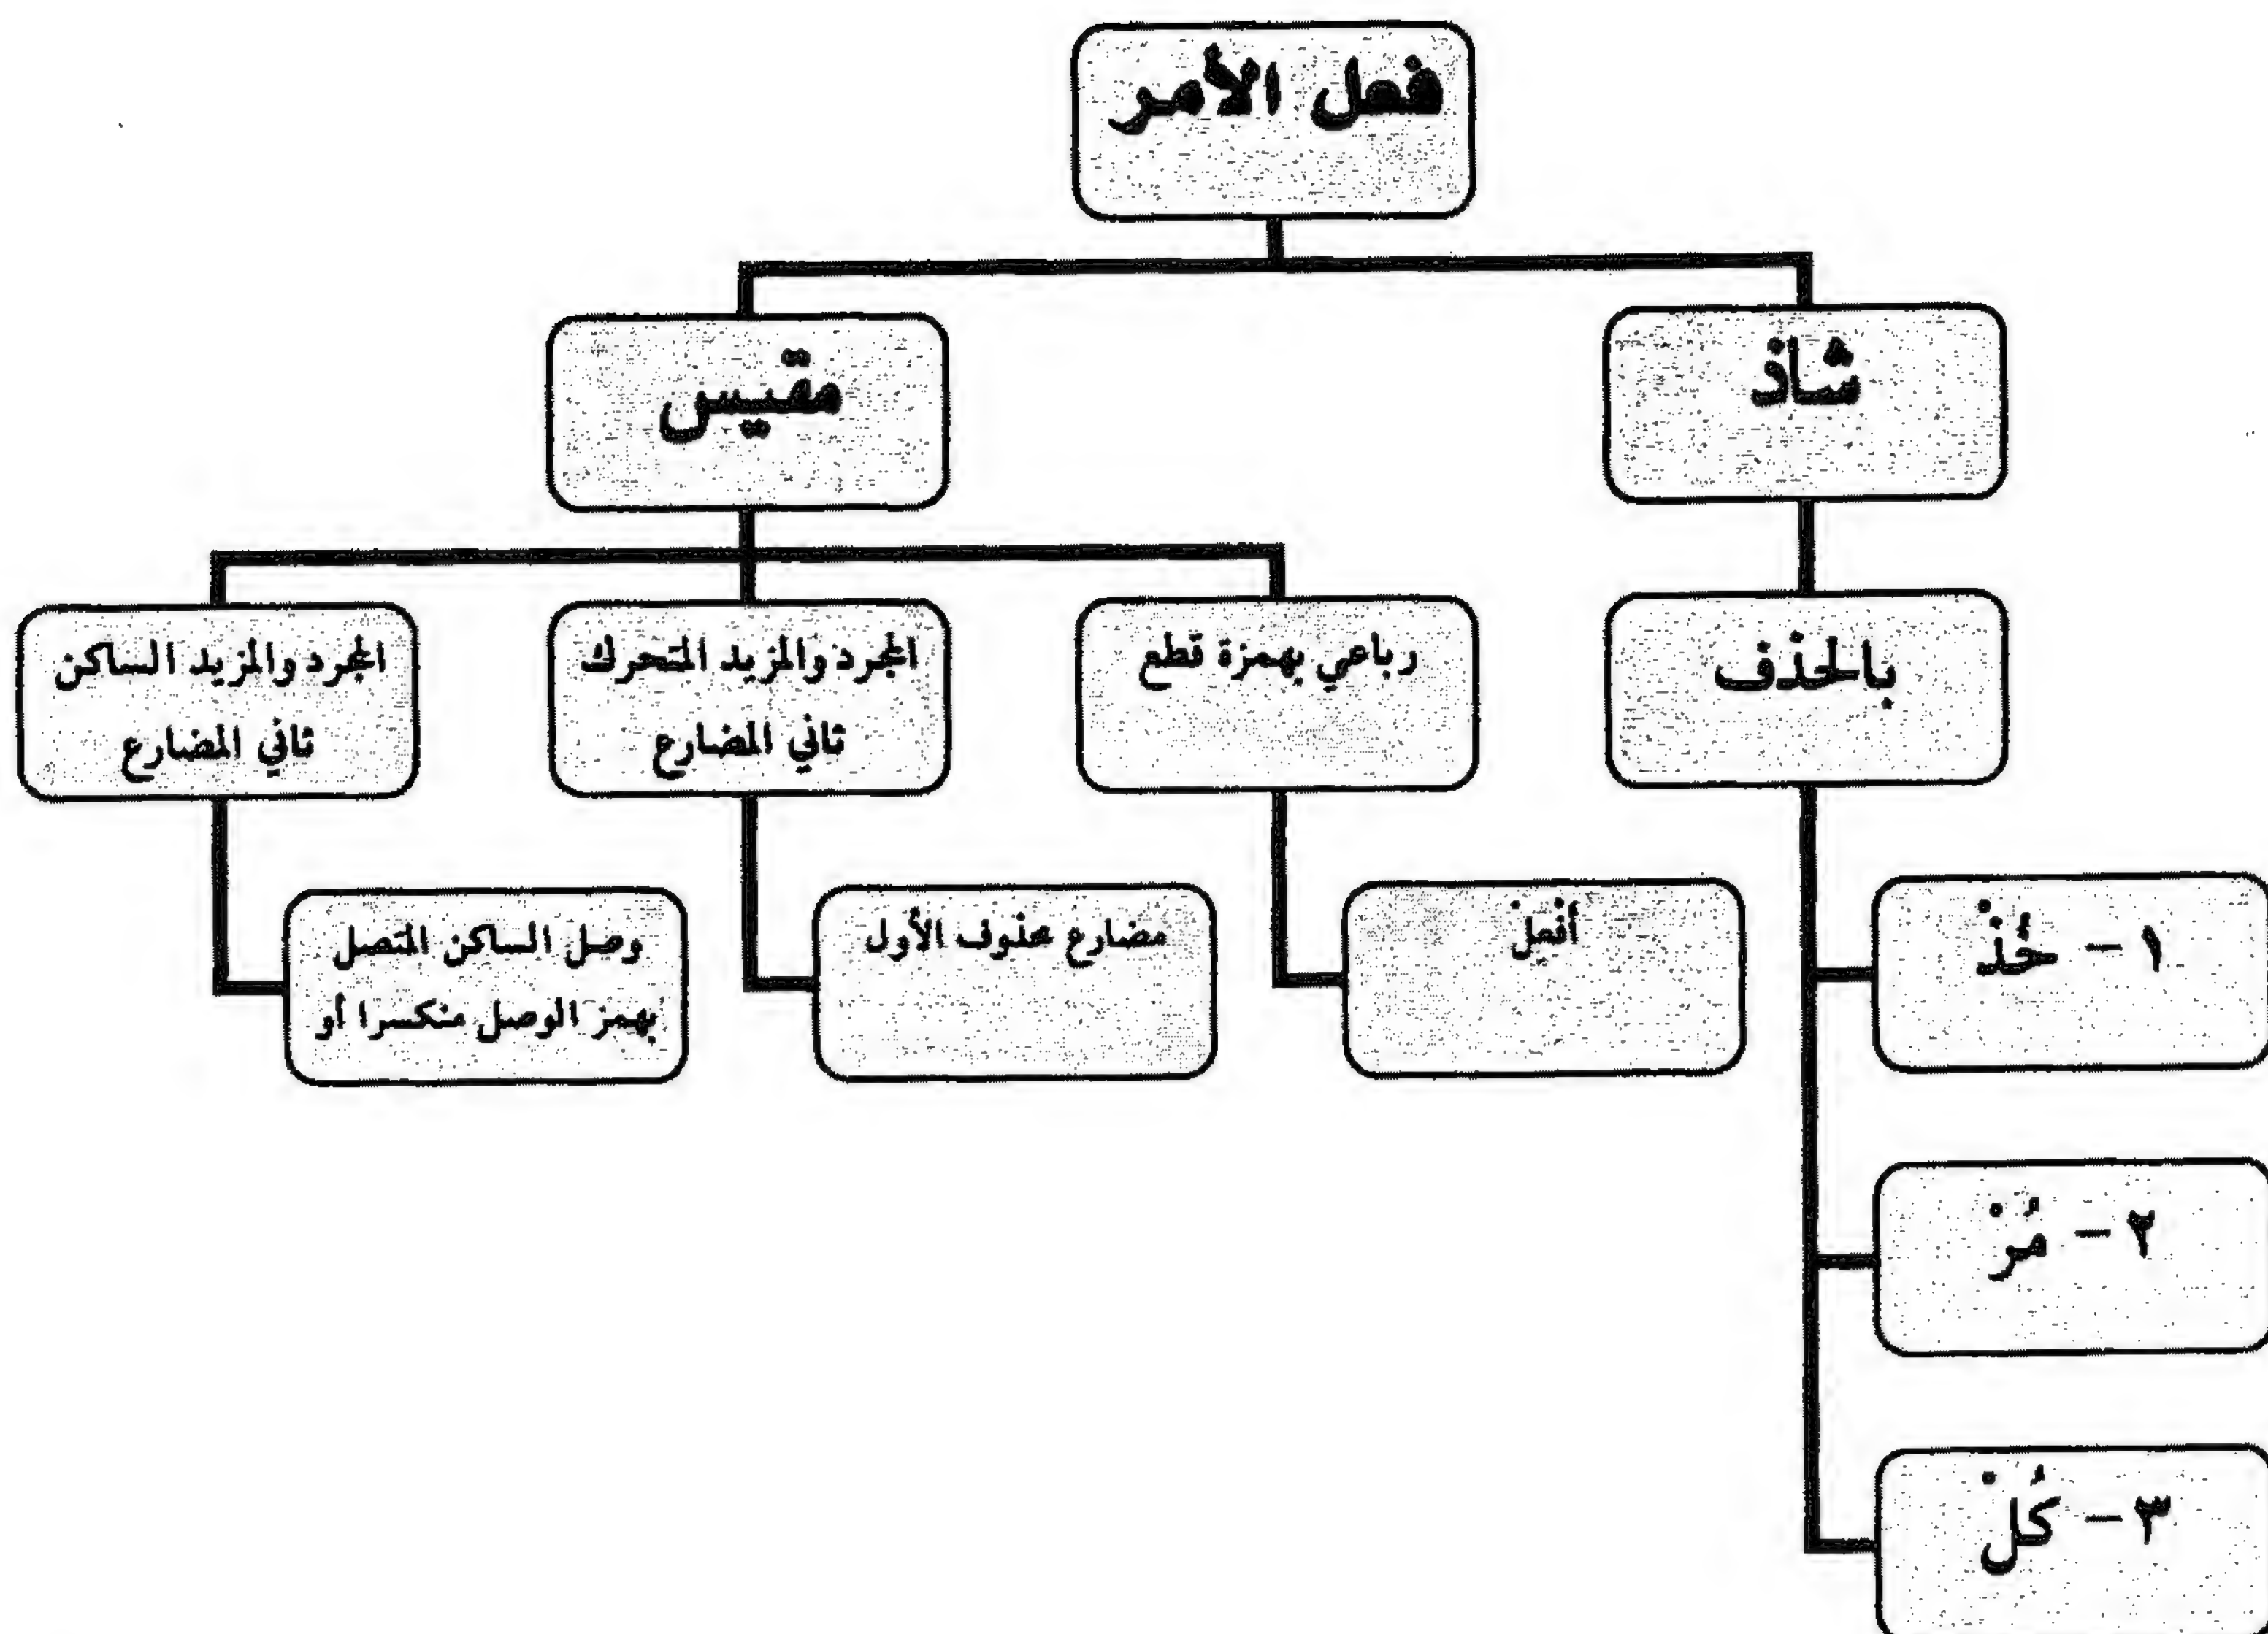 فعل الأمر
شاذ
مقيس
بالحذف
رباعي بهمزة قطع
المجرد والمزيد المتحرك
ثاني المضارع
المجرد والمزيد الساكن
ثاني المضارع
١ - خُذْ
أفعِلْ
مضارع محذوف الأول
وصل الساكن المتصل
بهمز الوصل منكسرا أو
٢ - مُرْ
٣ - كُلْ